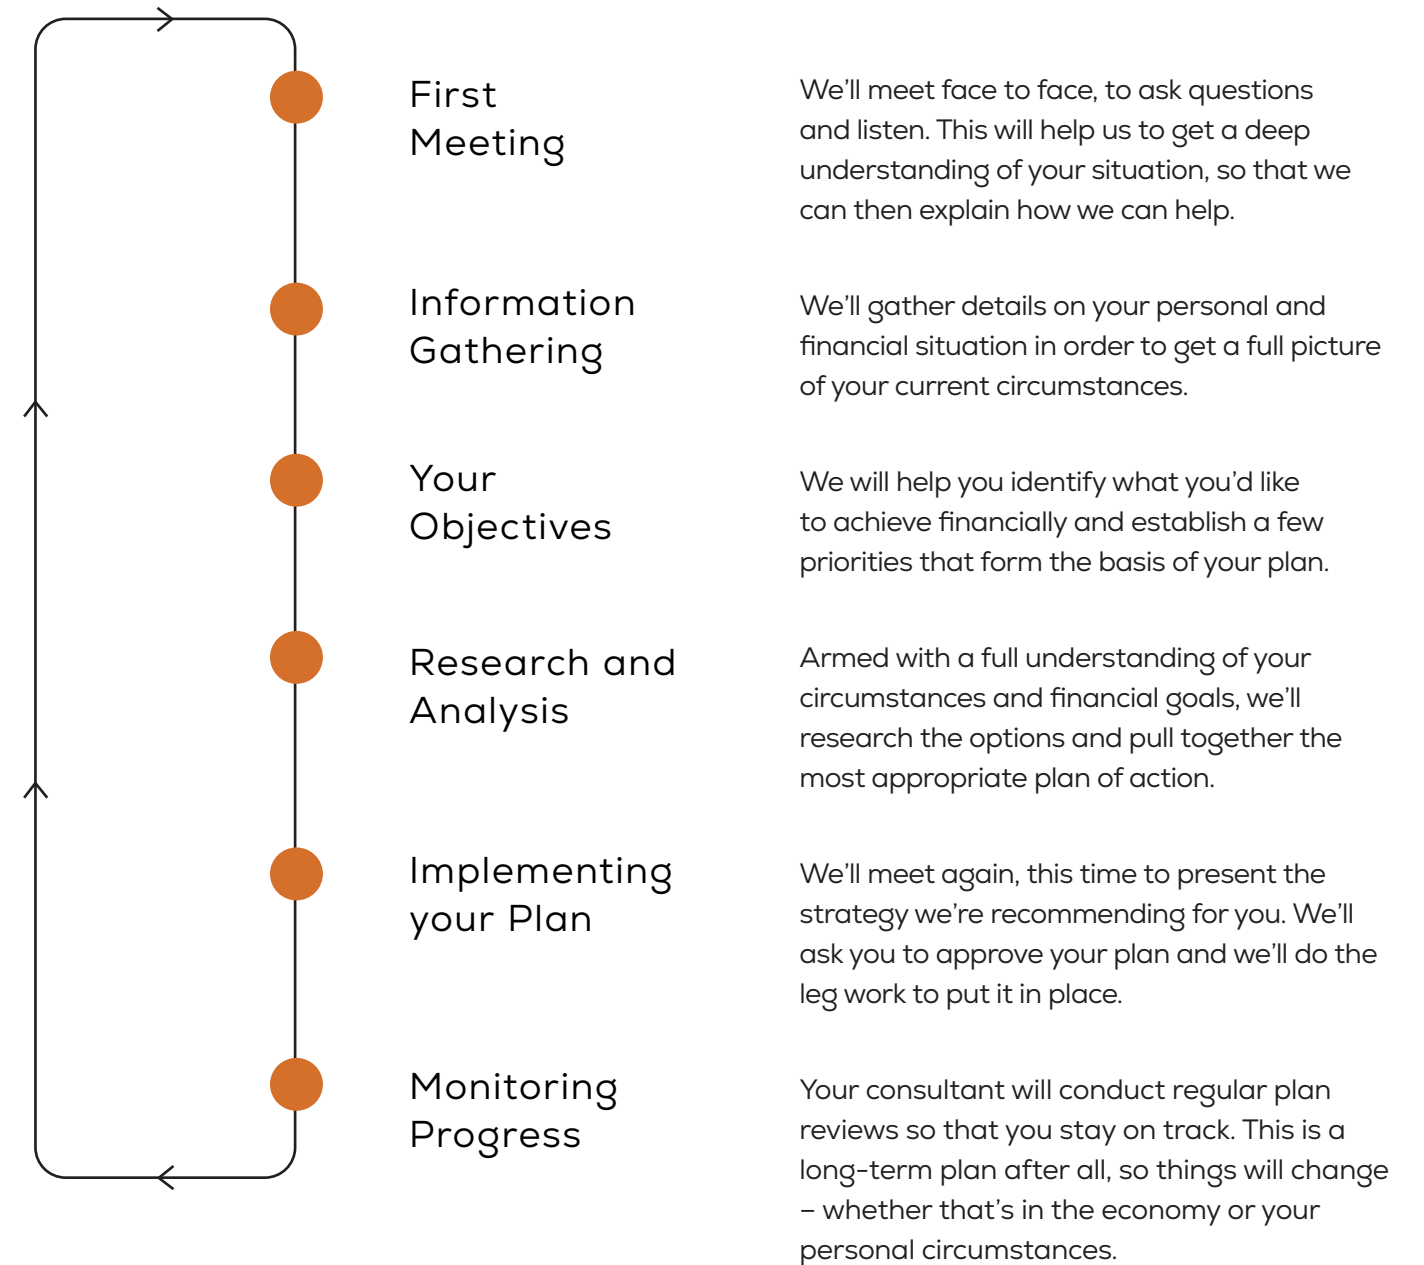 First
Meeting
We'll meet face to face, to ask questions
and listen. This will help us to get a deep
understanding of your situation, so that we
can then explain how we can help.
Information
Gathering
We'll gather details on your personal and
financial situation in order to get a full picture
of your current circumstances.
Your
Objectives
We will help you identify what you'd like
to achieve financially and establish a few
priorities that form the basis of your plan.
Research and
Analysis
Armed with a full understanding of your
circumstances and financial goals, we'll
research the options and pull together the
most appropriate plan of action.
Implementing
your Plan
We'll meet again, this time to present the
strategy we're recommending for you. We'll
ask you to approve your plan and we'll do the
leg work to put it in place.
Monitoring
Progress
Your consultant will conduct regular plan
reviews so that you stay on track. This is a
long-term plan after all, so things will change
– whether that's in the economy or your
personal circumstances.